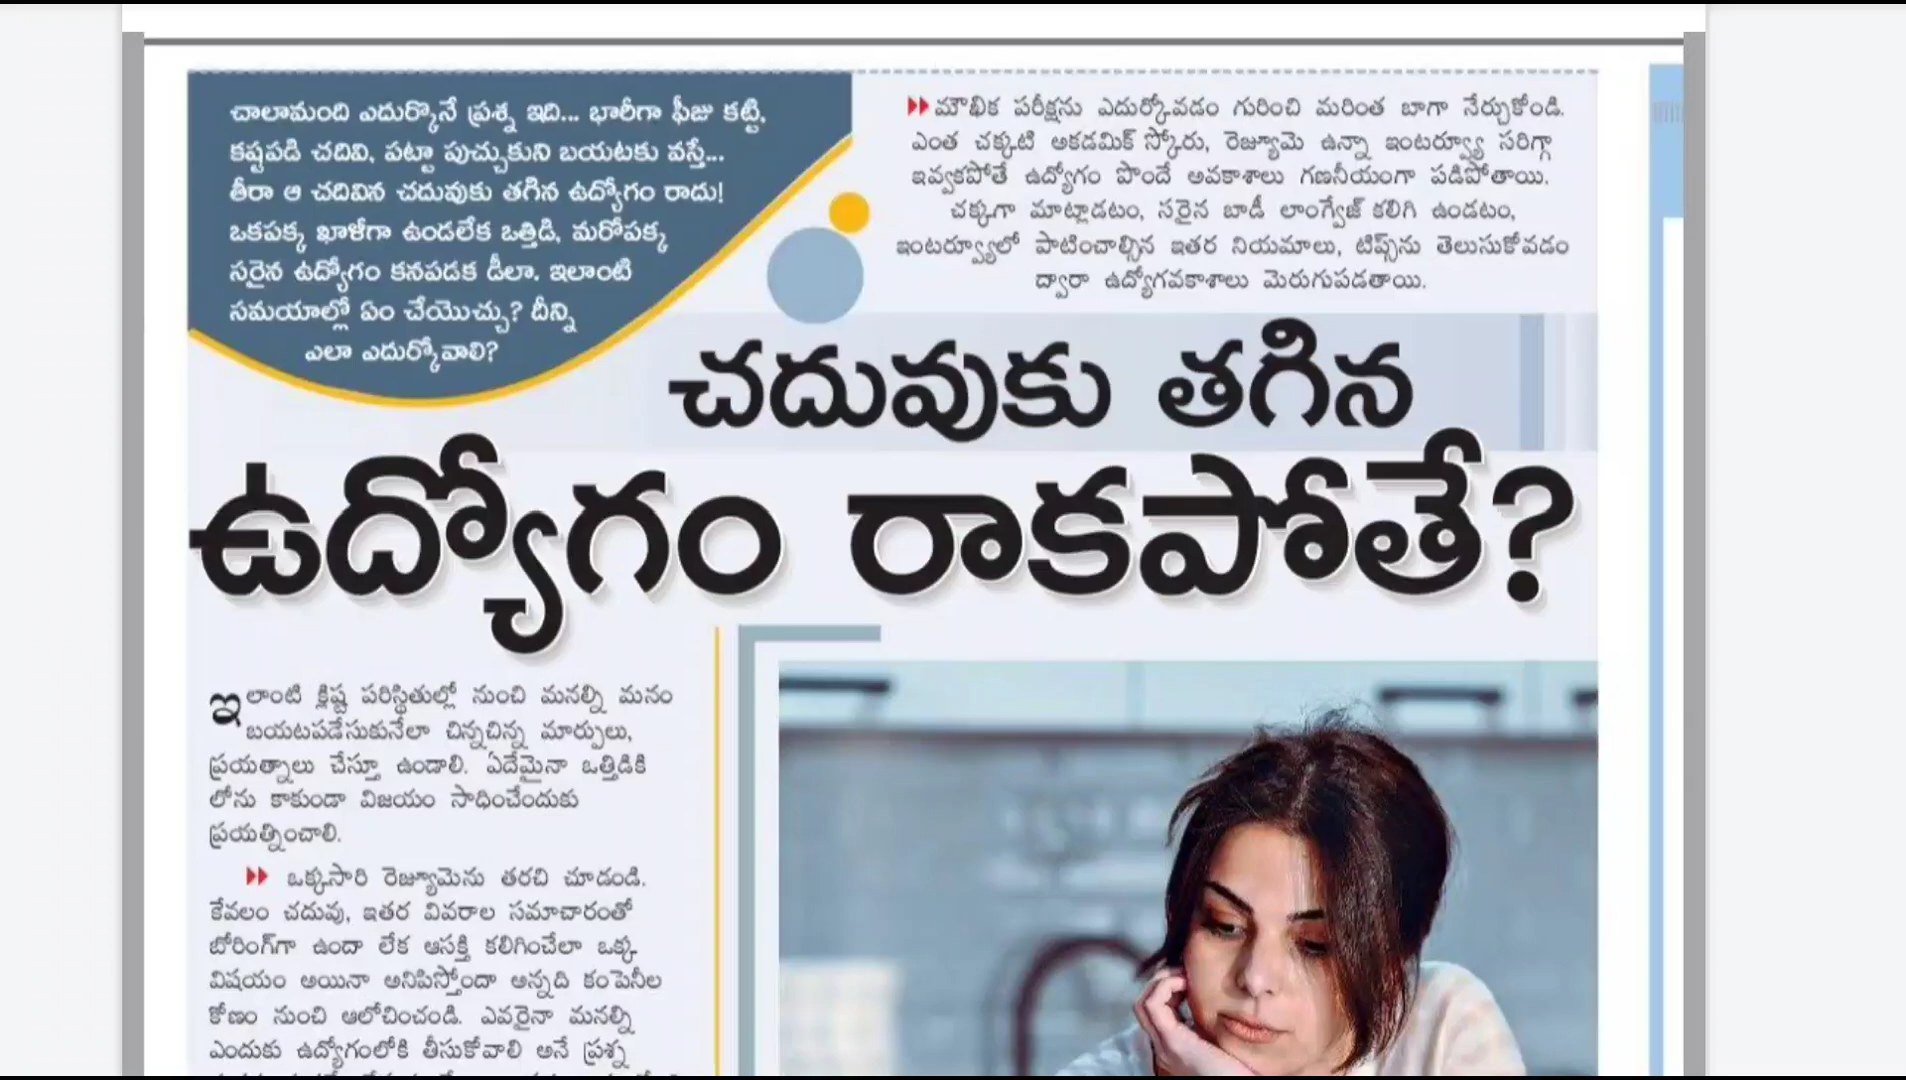 చాలామంది ఎదుర్కొనే ప్రశ్న ఇది... భారీగా ఫీజు కట్టి,
కష్టపడి చదివి, పట్టా పుచ్చుకుని బయటకు వస్తే...
తీరా ఆ చదివిన చదువుకు తగిన ఉద్యోగం రాదు!
ఒకపక్క ఖాళీగా ఉండలేక ఒత్తిడి, మరోపక్క
సరైన ఉద్యోగం కనపడక డీలా. ఇలాంటి
సమయాల్లో ఏం చేయొచ్చు? దీన్ని
ఎలా ఎదుర్కోవాలి?
మౌఖిక పరీక్షను ఎదుర్కోవడం గురించి మరింత బాగా నేర్చుకోండి.
ఎంత చక్కటి అకడమిక్ స్కోరు, రెజ్యూమె ఉన్నా ఇంటర్వ్యూ సరిగ్గా
ఇవ్వకపోతే ఉద్యోగం పొందే అవకాశాలు గణనీయంగా పడిపోతాయి.
చక్కగా మాట్లాడటం, సరైన బాడీ లాంగ్వేజ్ కలిగి ఉండటం,
ఇంటర్వ్యూలో పాటించాల్సిన ఇతర నియమాలు, టిప్స్‌ను తెలుసుకోవడం
ద్వారా ఉద్యోగవకాశాలు మెరుగుపడతాయి.
చదువుకు తగిన
ఉద్యోగం రాకపోతే?
ఇలాంటి క్లిష్ట పరిస్థితుల్లో నుంచి మనల్ని మనం
బయటపడేసుకునేలా చిన్నచిన్న మార్పులు,
ప్రయత్నాలు చేస్తూ ఉండాలి. ఏదేమైనా ఒత్తిడికి
లోను కాకుండా విజయం సాధించేందుకు
ప్రయత్నించాలి.
ఒక్కసారి రెజ్యూమెను తరచి చూడండి.
కేవలం చదువు, ఇతర వివరాల సమాచారంతో
బోరింగ్‌గా ఉందా లేక ఆసక్తి కలిగించేలా ఒక్క
విషయం అయినా అనిపిస్తోందా అన్నది కంపెనీల
కోణం నుంచి ఆలోచించండి. ఎవరైనా మనల్ని
ఎందుకు ఉద్యోగంలోకి తీసుకోవాలి అనే ప్రశ్న